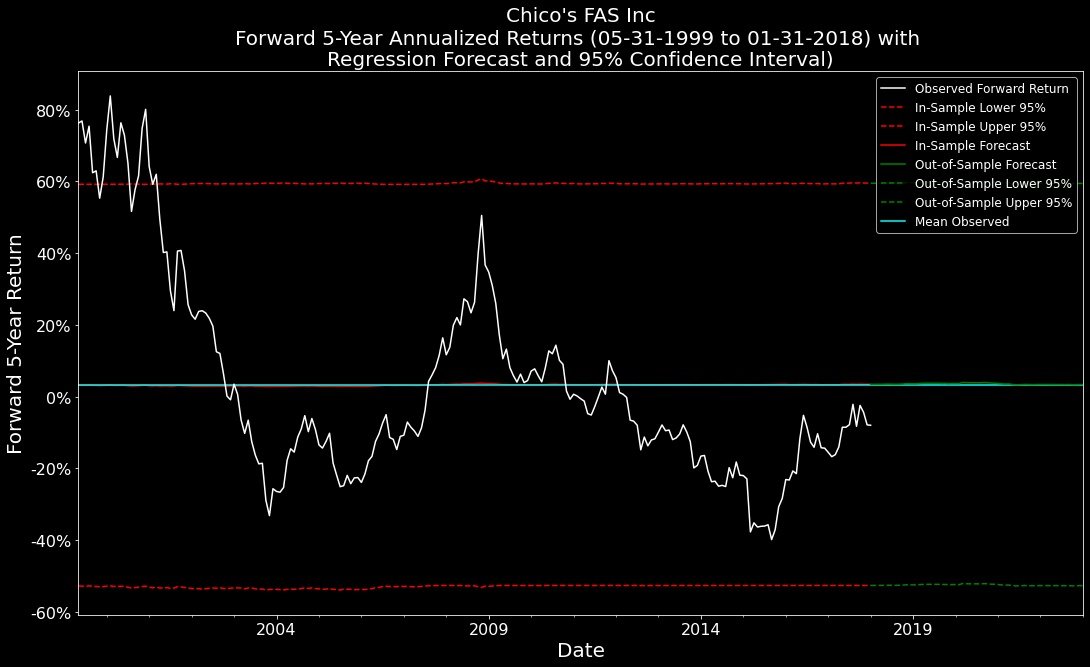 Chico's FAS Inc
Forward 5-Year Annualized Returns (05-31-1999 to 01-31-2018) with
Regression Forecast and 95% Confidence Interval)
Observed Forward Return
In-Sample Lower 95%
In-Sample Upper 95%
In-Sample Forecast
Out-of-Sample Forecast
Out-of-Sample Lower 95%
Out-of-Sample Upper 95%
Mean Observed
Forward 5-Year Return
80%
60%
40%
20%
0%
-20%
-40%
-60%
2004
2009
2014
2019
Date